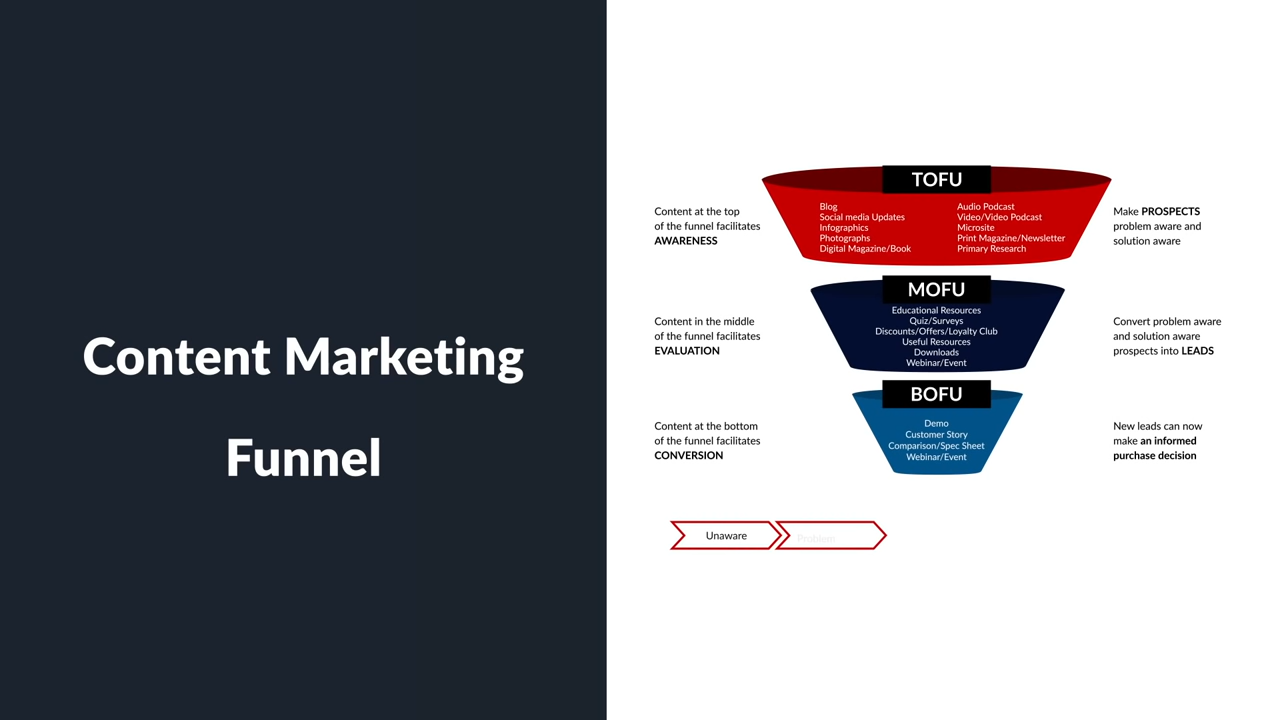 Content Marketing
Funnel
TOFU
Content at the top
of the funnel facilitates
AWARENESS
Blog
Social media Updates
Infographics
Photographs
Digital Magazine/Book
Audio Podcast
Video/Video Podcast
Microsite
Print Magazine/Newsletter
Primary Research
Make PROSPECTS
problem aware and
solution aware
MOFU
Content in the middle
of the funnel facilitates
EVALUATION
Educational Resources
Quiz/Surveys
Discounts/Offers/Loyalty Club
Useful Resources
Downloads
Webinar/Event
Convert problem aware
and solution aware
prospects into LEADS
BOFU
Content at the bottom
of the funnel facilitates
CONVERSION
Demo
Customer Story
Comparison/Spec Sheet
Webinar/Event
New leads can now
make an informed
purchase decision
Unaware
Problem